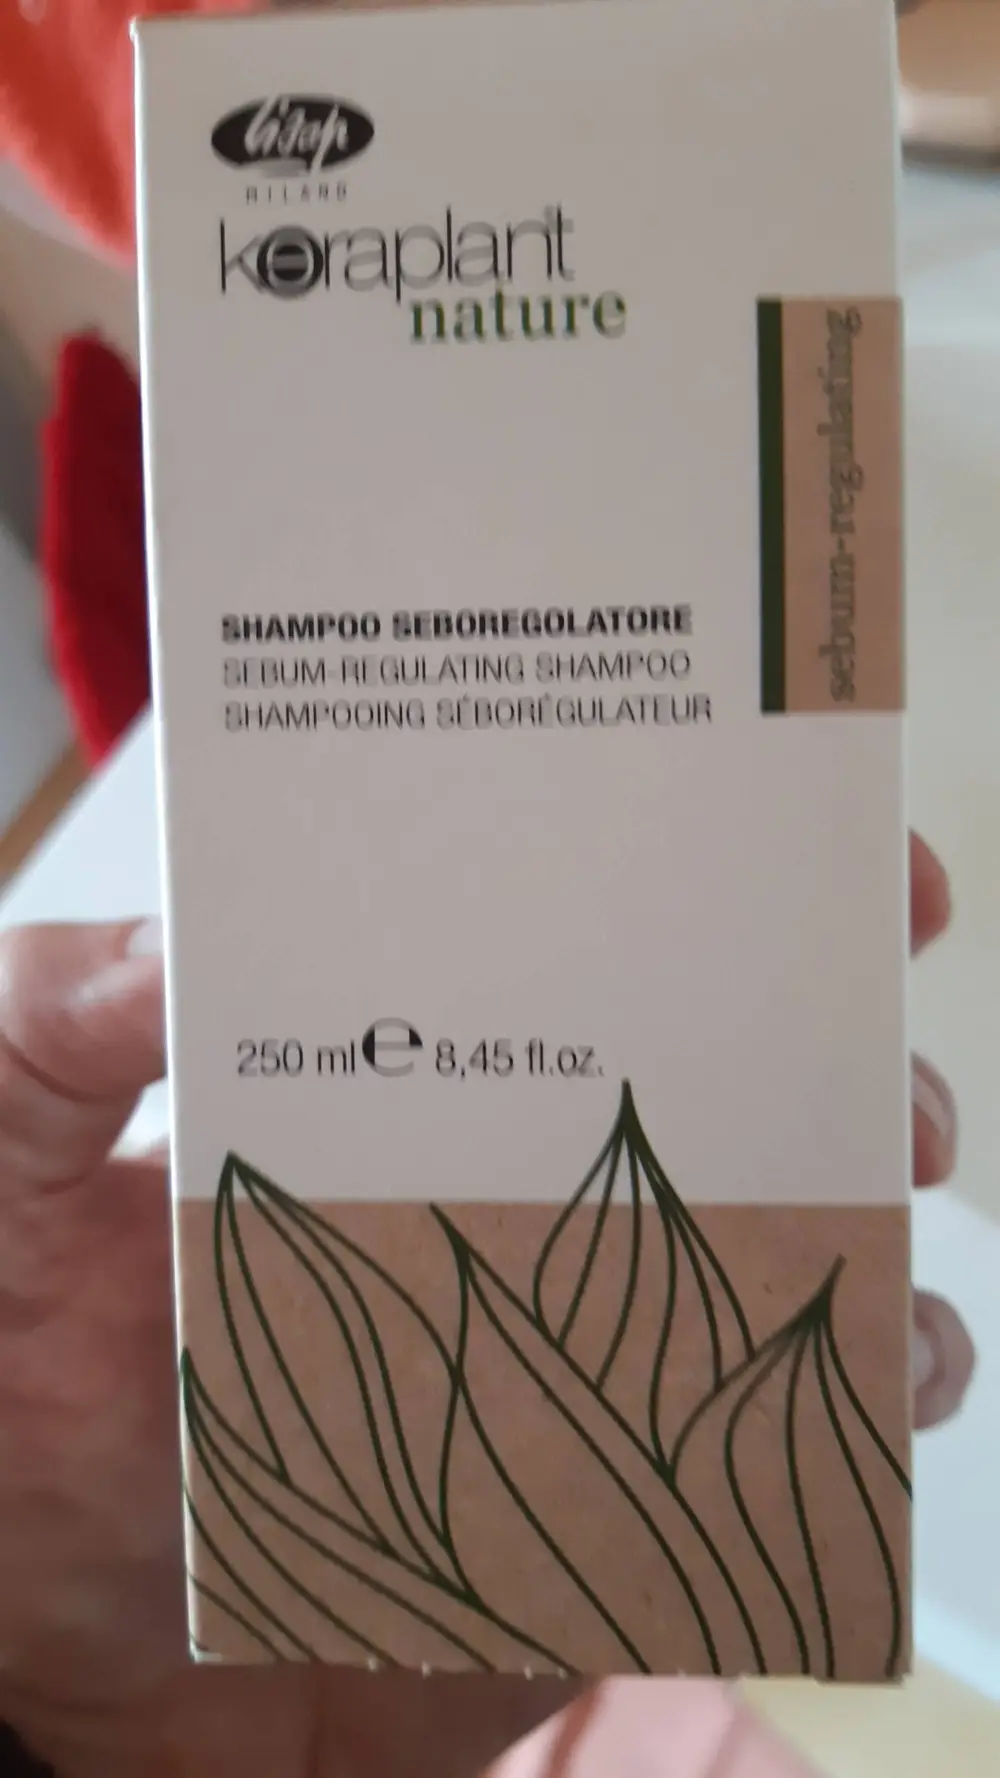 Lisap
MILANO
keraplant
nature
sebum-regulating
SHAMPOO SEBOREGOLATORE
SEBUM-REGULATING SHAMPOO
SHAMPOOING SÉBORÉGULATEUR
250 ml e 8,45 fl.oz.